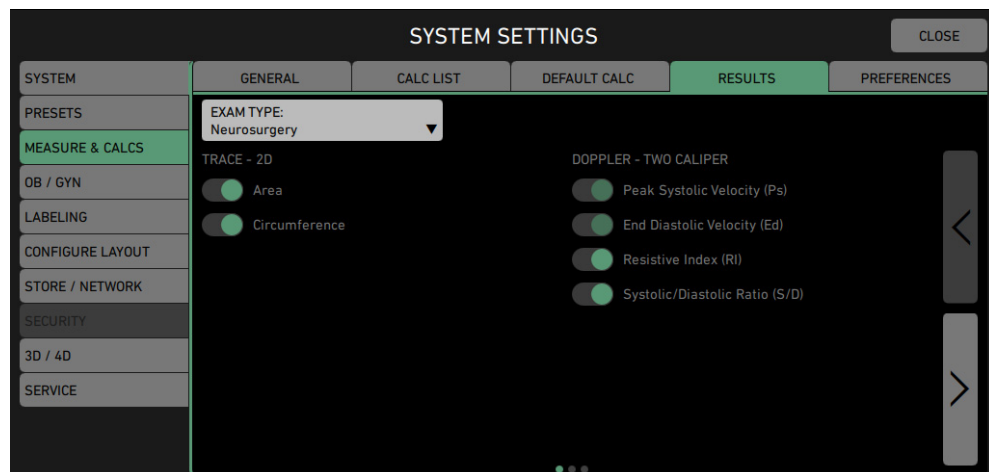 SYSTEM SETTINGS
CLOSE
SYSTEM
PRESETS
MEASURE & CALCS
OB / GYN
LABELING
CONFIGURE LAYOUT
STORE / NETWORK
SECURITY
3D / 4D
SERVICE
GENERAL
CALC LIST
DEFAULT CALC
RESULTS
PREFERENCES
EXAM TYPE:
Neurosurgery
TRACE - 2D
Area
Circumference
DOPPLER - TWO CALIPER
Peak Systolic Velocity (Ps)
End Diastolic Velocity (Ed)
Resistive Index (RI)
Systolic/Diastolic Ratio (S/D)